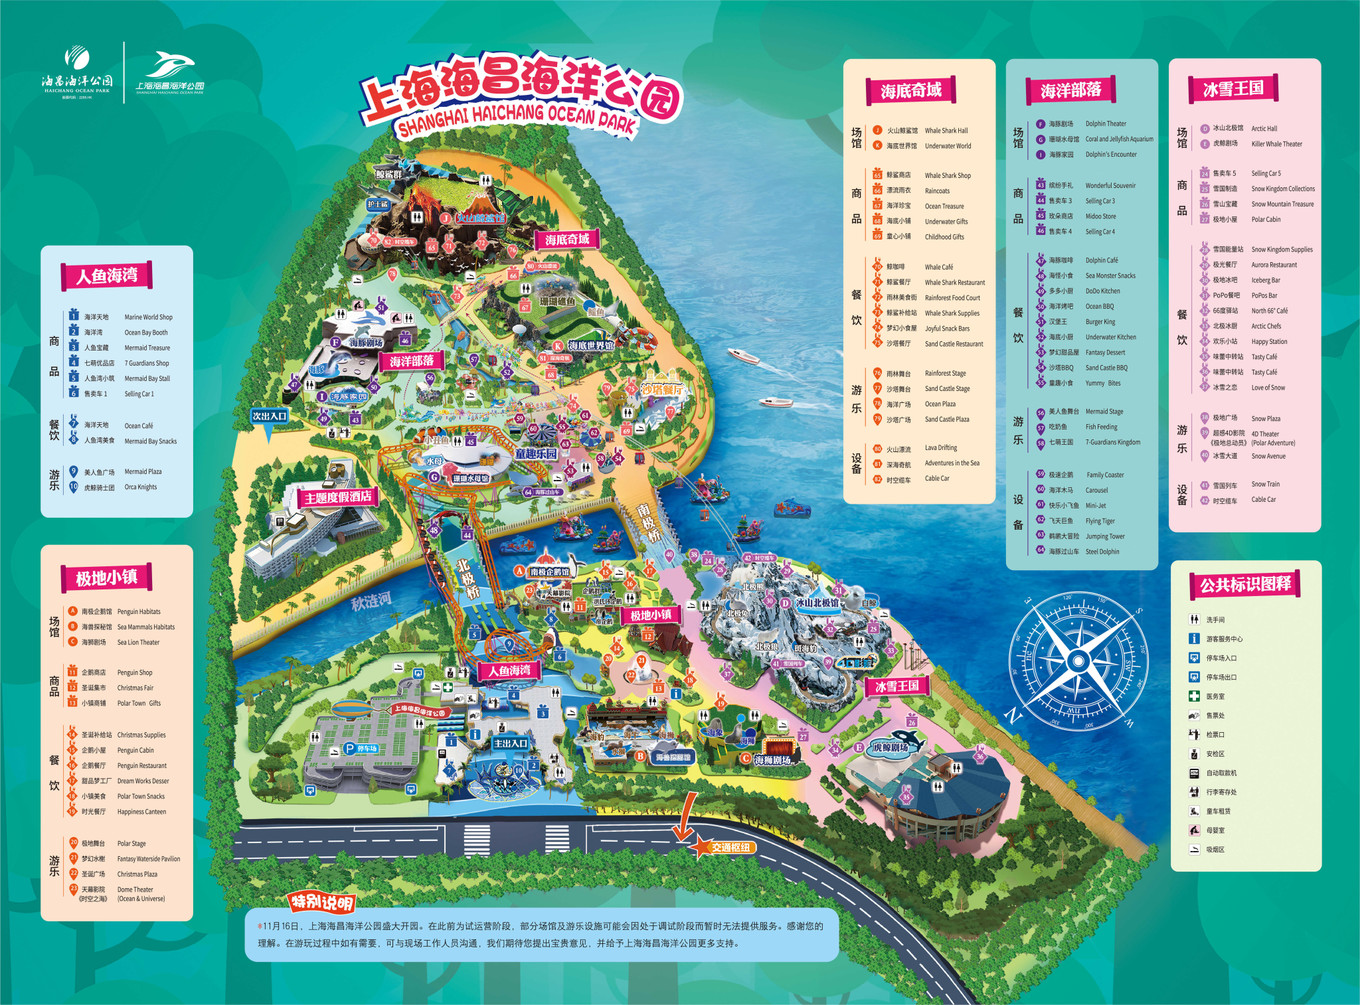 海昌海洋公园
HAICHANG OCEAN PARK
上海海昌海洋公园
SHANGHAI HAICHANG OCEAN PARK
上海海昌海洋公园
SHANGHAI HAICHANG OCEAN PARK
人鱼海湾
商品
1 海洋天地 Marine World Shop
2 海洋湾 Ocean Bay Booth
3 人鱼宝藏 Mermaid Treasure
4 七萌优品店 7 Guardians Shop
5 人鱼湾小筑 Mermaid Bay Stall
6 售卖车 1 Selling Car 1
餐饮
7 海洋天地 Ocean Café
8 人鱼湾美食 Mermaid Bay Snacks
游乐
9 美人鱼广场 Mermaid Plaza
10 虎鲸骑士团 Orca Knights
极地小镇
场馆
A 南极企鹅馆 Penguin Habitats
B 海兽探秘馆 Sea Mammals Habitats
C 海狮剧场 Sea Lion Theater
商品
11 企鹅商店 Penguin Shop
12 圣诞集市 Christmas Fair
13 小镇商铺 Polar Town Gifts
餐饮
14 圣诞补给站 Christmas Supplies
15 企鹅小屋 Penguin Cabin
16 企鹅餐厅 Penguin Restaurant
17 甜品梦工厂 Dream Works Desser
18 小镇美食 Polar Town Snacks
19 时光餐厅 Happiness Canteen
游乐
20 极地舞台 Polar Stage
21 梦幻水榭 Fantasy Waterside Pavilion
22 圣诞广场 Christmas Plaza
23 天幕影院 Dome Theater
《时空之海》 (Ocean & Universe)
海底奇域
场馆
J 火山鲸鲨馆 Whale Shark Hall
K 海底世界馆 Underwater World
商品
65 鲸鲨商店 Whale Shark Shop
66 漂流雨衣 Raincoats
67 海洋珍宝 Ocean Treasure
68 海底小铺 Underwater Gifts
69 童心小铺 Childhood Gifts
餐饮
70 鲸咖啡 Whale Café
71 鲸鲨餐厅 Whale Shark Restaurant
72 雨林美食街 Rainforest Food Court
73 鲸鲨补给站 Whale Shark Supplies
74 梦幻小食屋 Joyful Snack Bars
75 沙塔餐厅 Sand Castle Restaurant
游乐
76 雨林舞台 Rainforest Stage
77 沙塔舞台 Sand Castle Stage
78 海洋广场 Ocean Plaza
79 沙塔广场 Sand Castle Plaza
设备
80 火山漂流 Lava Drifting
81 深海奇航 Adventures in the Sea
82 时空缆车 Cable Car
海洋部落
场馆
F 海豚剧场 Dolphin Theater
G 珊瑚水母馆 Coral and Jellyfish Aquarium
I 海豚家园 Dolphin's Encounter
商品
43 缤纷手礼 Wonderful Souvenir
44 售卖车 3 Selling Car 3
45 玫朵商店 Midoo Store
46 售卖车 4 Selling Car 4
餐饮
47 海豚咖啡 Dolphin Café
48 海怪小食 Sea Monster Snacks
49 多多小厨 DoDo Kitchen
50 海洋烤吧 Ocean BBQ
51 汉堡王 Burger King
52 海底小厨 Underwater Kitchen
53 梦幻甜品屋 Fantasy Dessert
54 沙塔BBQ Sand Castle BBQ
55 童趣小食 Yummy Bites
游乐
56 美人鱼舞台 Mermaid Stage
57 吃奶鱼 Fish Feeding
58 七萌王国 7-Guardians Kingdom
设备
59 极速企鹅 Family Coaster
60 海洋木马 Carousel
61 快乐小飞鱼 Mini-Jet
62 飞天巨鱼 Flying Tiger
63 鹤鹳大冒险 Jumping Tower
64 海豚过山车 Steel Dolphin
冰雪王国
场馆
D 冰山北极馆 Arctic Hall
E 虎鲸剧场 Killer Whale Theater
商品
售卖车 5 Selling Car 5
雪国制造 Snow Kingdom Collections
雪山宝藏 Snow Mountain Treasure
极地小屋 Polar Cabin
餐饮
雪国能量站 Snow Kingdom Supplies
极光餐厅 Aurora Restaurant
极地冰吧 Iceberg Bar
PoPo餐吧 PoPos Bar
66度驿站 North 66° Café
北极冰厨 Arctic Chefs
欢乐小站 Happy Station
味蕾中转站 Tasty Café
味蕾中转站 Tasty Café
冰雪之恋 Love of Snow
游乐
极地广场 Snow Plaza
超感4D影院 4D Theater
《极地总动员》 (Polar Adventure)
冰雪大道 Snow Avenue
设备
雪国列车 Snow Train
时空缆车 Cable Car
公共标识图释
洗手间
游客服务中心
停车场入口
停车场出口
医务室
售票处
检票口
安检区
自动取款机
行李寄存处
童车租赁
母婴室
吸烟区
鲸鲨群
护士鲨
火山鲸鲨馆
海底奇域
珊瑚礁鱼
海底世界馆
海豚剧场
海洋部落
海豚家园
沙塔餐厅
次出入口
水母
珊瑚水母馆
童趣乐园
64 海豚过山车
主题度假酒店
南极桥
北极桥
秋涟河
南极企鹅馆
天幕影院
极地小镇
冰山北极馆
北极狼
斑海豹
白鲸
冰雪王国
人鱼海湾
上海海昌海洋公园
P 停车场
主出入口
海兽探秘馆
海象
海狮
海狮剧场
虎鲸剧场
交通枢纽
N
E
S
W
特别说明
*11月16日，上海海昌海洋公园盛大开园。在此前为试运营阶段，部分场馆及游乐设施可能会因处于调试阶段而暂时无法提供服务。感谢您的
理解。在游玩过程中如有需要，可与现场工作人员沟通，我们期待您提出宝贵意见，并给予上海海昌海洋公园更多支持。